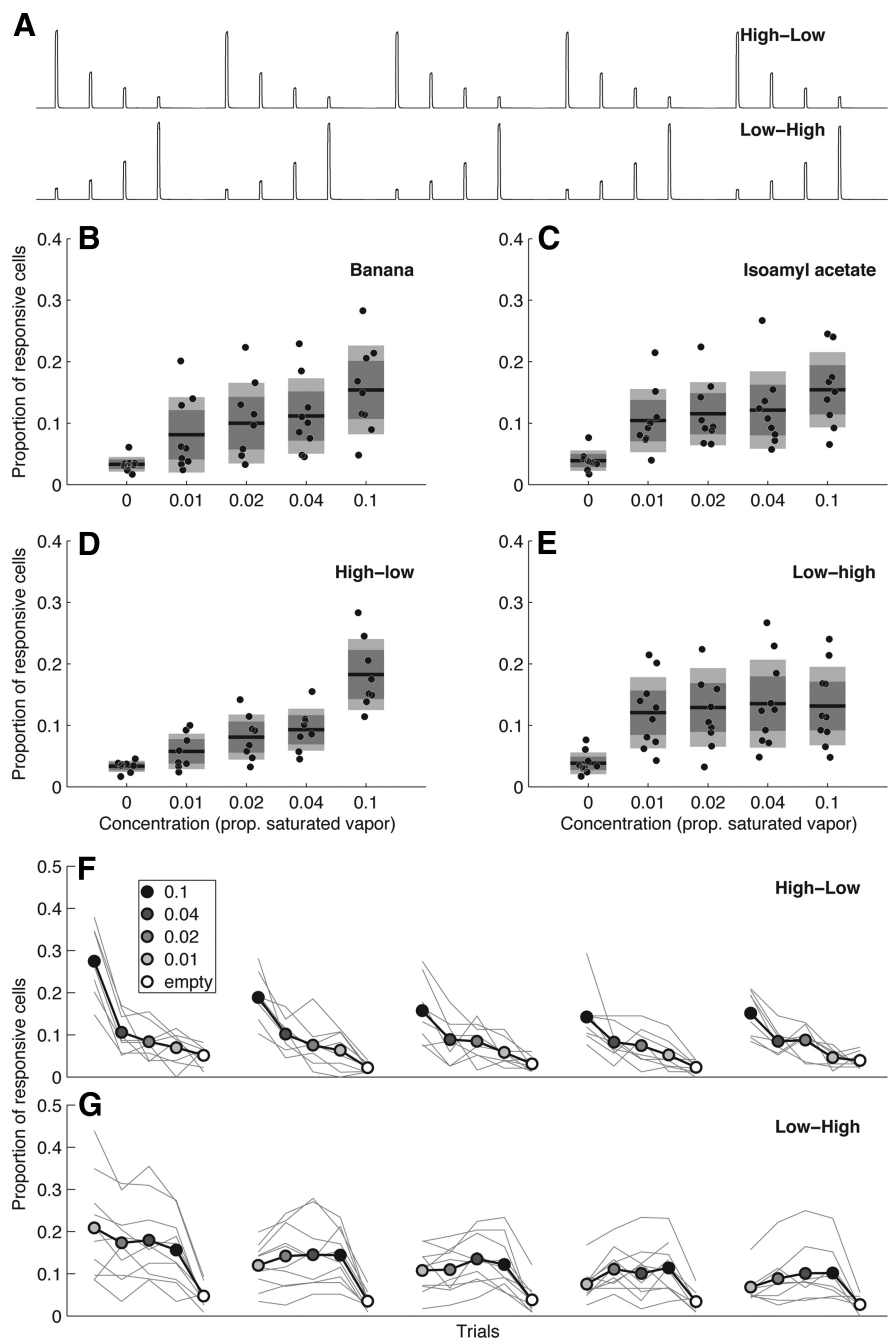 A
High–Low
Low–High
B
C
Proportion of responsive cells
0.4
0.3
0.2
0.1
0
Banana
0 0.01 0.02 0.04 0.1
0.4
0.3
0.2
0.1
0
Isoamyl acetate
0 0.01 0.02 0.04 0.1
D
E
Proportion of responsive cells
0.4
0.3
0.2
0.1
0
High–low
0 0.01 0.02 0.04 0.1
Concentration (prop. saturated vapor)
0.4
0.3
0.2
0.1
0
Low–high
0 0.01 0.02 0.04 0.1
Concentration (prop. saturated vapor)
F
Proportion of responsive cells
0.5
0.4
0.3
0.2
0.1
0
0.1
0.04
0.02
0.01
empty
High–Low
G
Proportion of responsive cells
0.5
0.4
0.3
0.2
0.1
0
Low–High
Trials